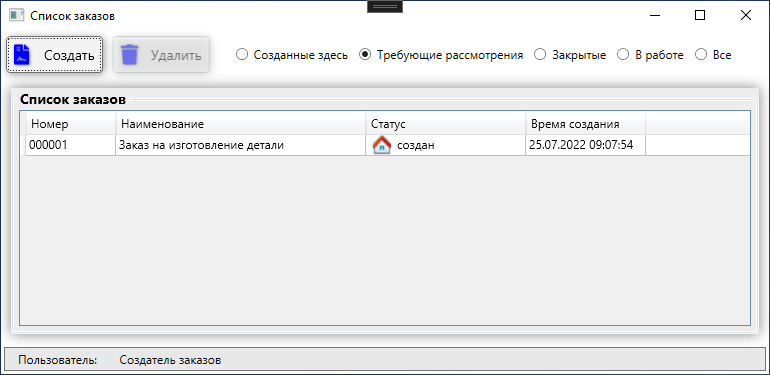 Список заказов
Создать
Удалить
Созданные здесь
Требующие рассмотрения
Закрытые
В работе
Все
Список заказов
Номер Наименование Статус Время создания
000001 Заказ на изготовление детали создан 25.07.2022 09:07:54
Пользователь: Создатель заказов